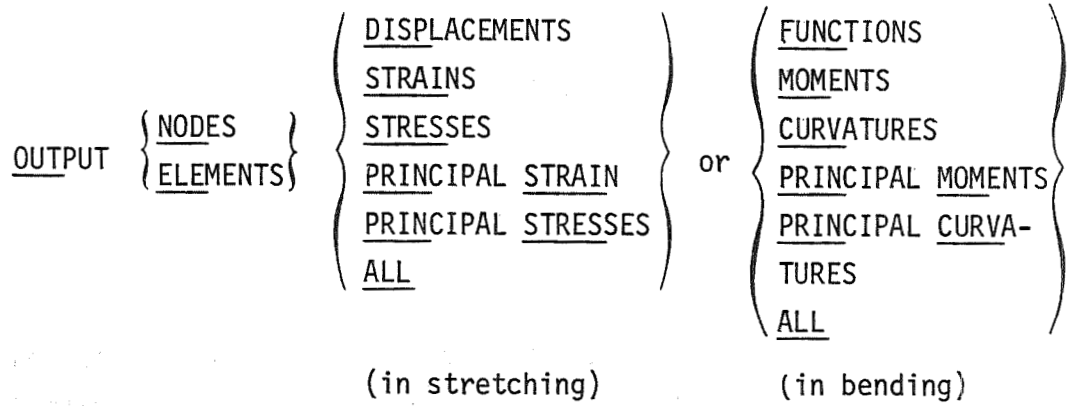 OUTPUT
NODES
ELEMENTS
DISPLACEMENTS
STRAINS
STRESSES
PRINCIPAL STRAIN
PRINCIPAL STRESSES
ALL
(in stretching)
or
FUNCTIONS
MOMENTS
CURVATURES
PRINCIPAL MOMENTS
PRINCIPAL CURVA-
TURES
ALL
(in bending)